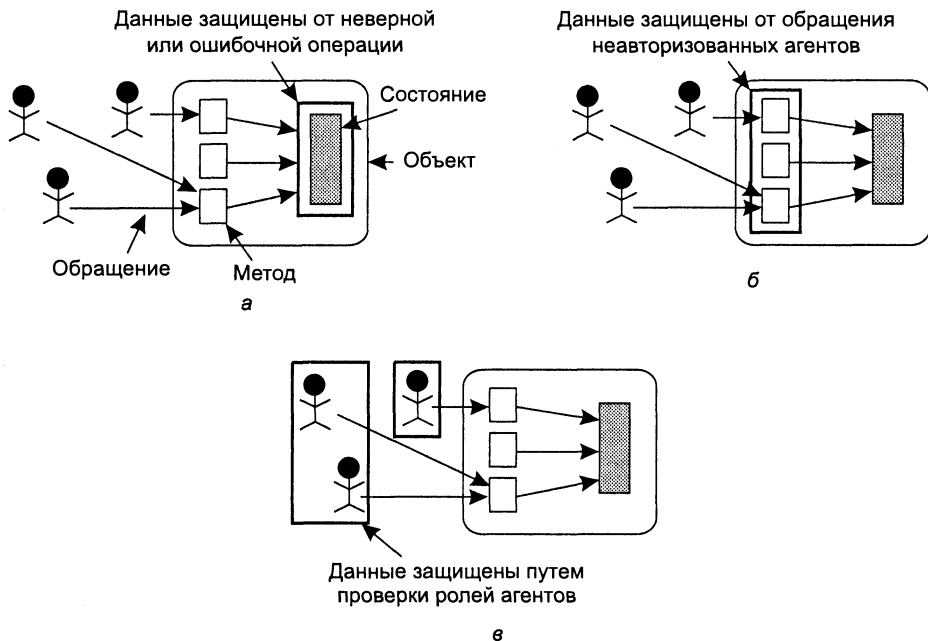 Данные защищены от неверной
или ошибочной операции
Состояние
Объект
Обращение
Метод
а
Данные защищены от обращения
неавторизованных агентов
б
Данные защищены путем
проверки ролей агентов
в